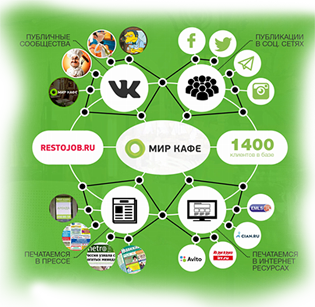 ПУБЛИЧНЫЕ
СООБЩЕСТВА
ПУБЛИКАЦИИ
В СОЦ. СЕТЯХ
МИР КАФЕ
RESTOJOB.RU
МИР КАФЕ
1400
клиентов в базе
CIAN.RU
Avito
ПЕЧАТАЕМСЯ
В ПРЕССЕ
metro
ПЕЧАТАЕМСЯ
В ИНТЕРНЕТ
РЕСУРСАХ